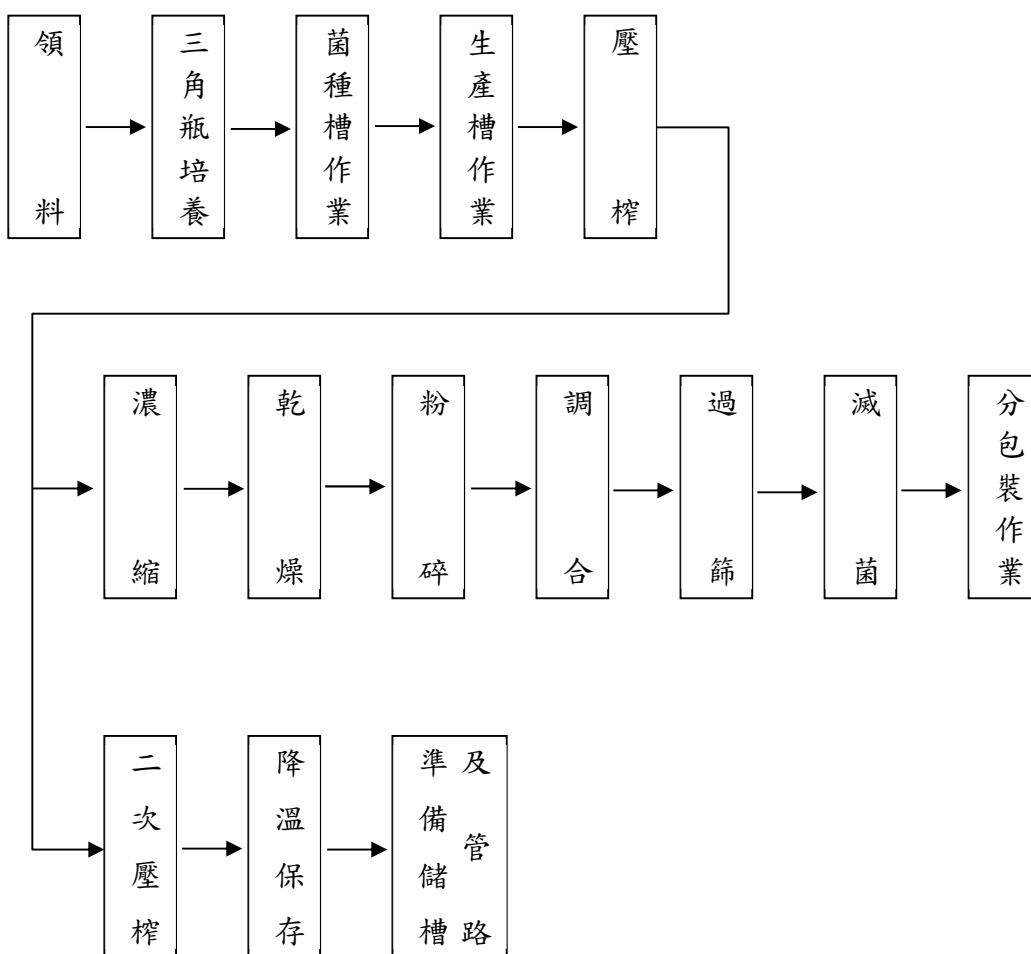 領料
三角瓶培養
菌種槽作業
生產槽作業
壓榨
濃縮
乾燥
粉碎
調合
過篩
滅菌
分包裝作業
二次壓榨
降溫保存
準備儲槽
及管路